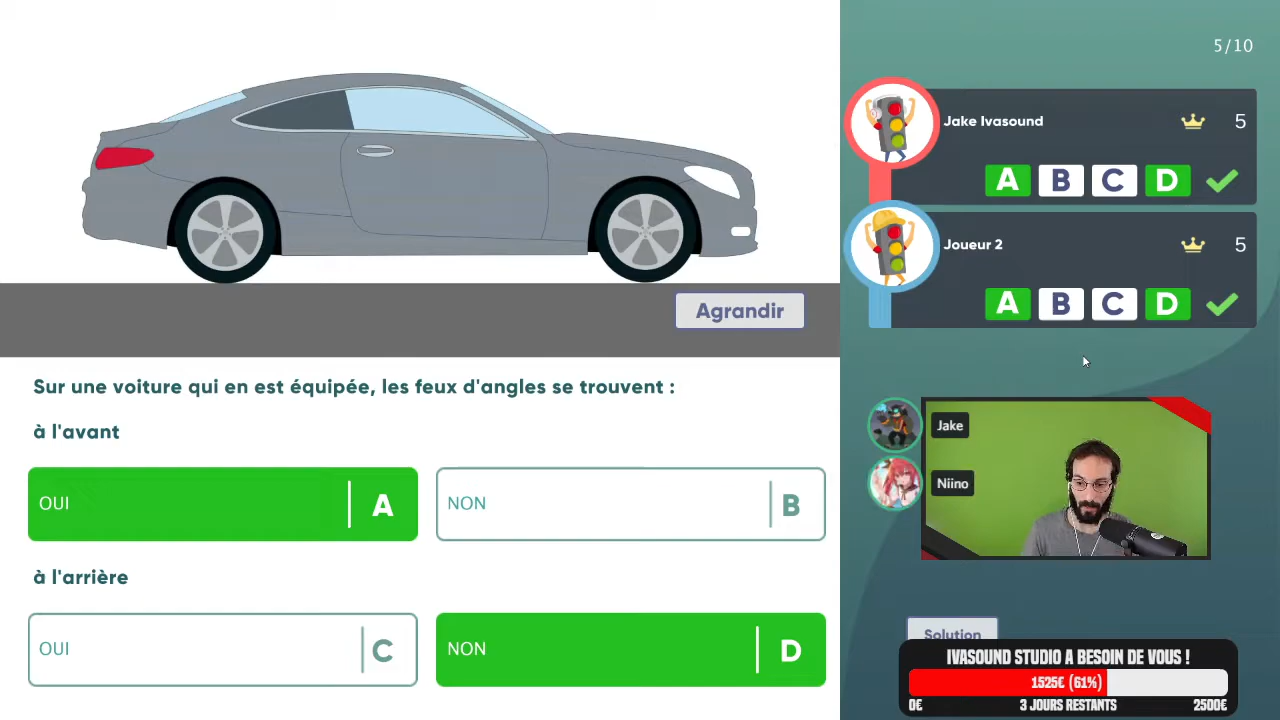 5/10
Jake Ivasound 5
A B C D
Joueur 2 5
A B C D
Agrandir
Sur une voiture qui en est équipée, les feux d'angles se trouvent :
à l'avant
OUI A
NON B
à l'arrière
OUI C
NON D
Jake
Niino
Solution
IVASOUND STUDIO A BESOIN DE VOUS !
1525€ (61%)
0€ 3 JOURS RESTANTS 2500€